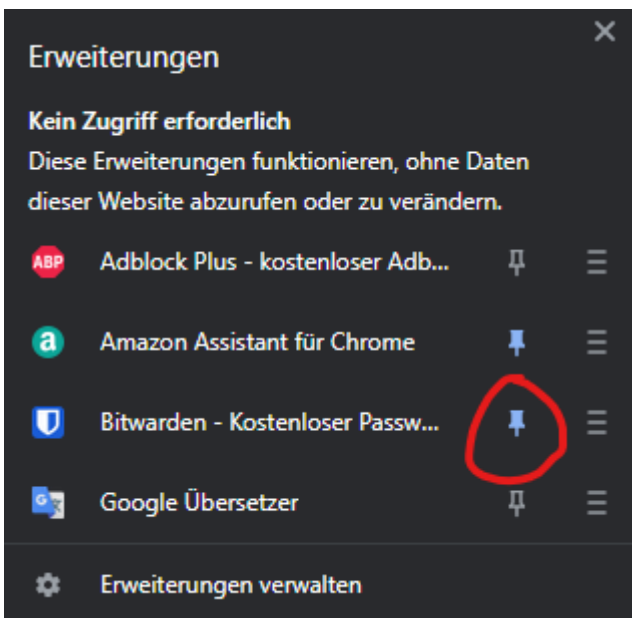 Erweiterungen
Kein Zugriff erforderlich
Diese Erweiterungen funktionieren, ohne Daten
dieser Website abzurufen oder zu verändern.
ABP Adblock Plus - kostenloser Adb...
a Amazon Assistant für Chrome
Bitwarden - Kostenloser Passw...
G Google Übersetzer
Erweiterungen verwalten